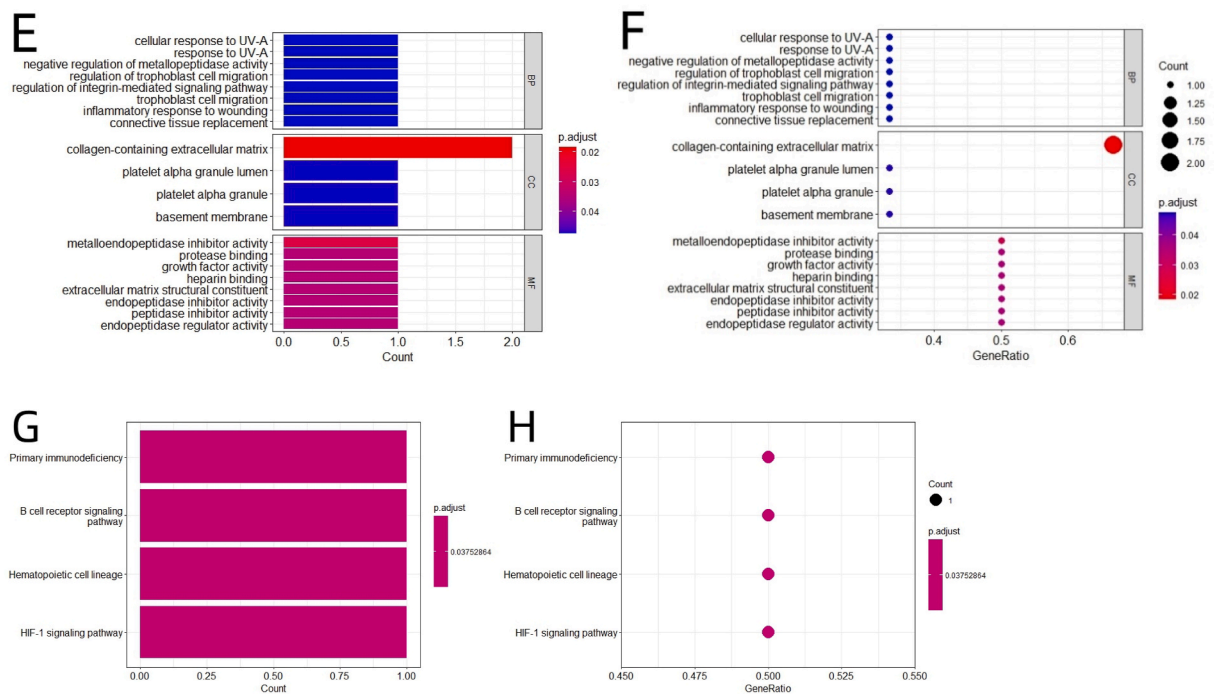 E
cellular response to UV-A
response to UV-A
negative regulation of metallopeptidase activity
regulation of trophoblast cell migration
regulation of integrin-mediated signaling pathway
trophoblast cell migration
inflammatory response to wounding
connective tissue replacement
BP
collagen-containing extracellular matrix
platelet alpha granule lumen
platelet alpha granule
basement membrane
CC
metalloendopeptidase inhibitor activity
protease binding
growth factor activity
heparin binding
extracellular matrix structural constituent
endopeptidase inhibitor activity
peptidase inhibitor activity
endopeptidase regulator activity
MF
0.0 0.5 1.0 1.5 2.0
Count
p.adjust
0.02
0.03
0.04
F
cellular response to UV-A
response to UV-A
negative regulation of metallopeptidase activity
regulation of trophoblast cell migration
regulation of integrin-mediated signaling pathway
trophoblast cell migration
inflammatory response to wounding
connective tissue replacement
BP
collagen-containing extracellular matrix
platelet alpha granule lumen
platelet alpha granule
basement membrane
CC
metalloendopeptidase inhibitor activity
protease binding
growth factor activity
heparin binding
extracellular matrix structural constituent
endopeptidase inhibitor activity
peptidase inhibitor activity
endopeptidase regulator activity
MF
0.4 0.5 0.6
GeneRatio
Count
1.00
1.25
1.50
1.75
2.00
p.adjust
0.04
0.03
0.02
G
Primary immunodeficiency
B cell receptor signaling
pathway
Hematopoietic cell lineage
HIF-1 signaling pathway
0.00 0.25 0.50 0.75 1.00
Count
p.adjust
0.03752864
H
Primary immunodeficiency
B cell receptor signaling
pathway
Hematopoietic cell lineage
HIF-1 signaling pathway
0.450 0.475 0.500 0.525 0.550
GeneRatio
Count
1
p.adjust
0.03752864